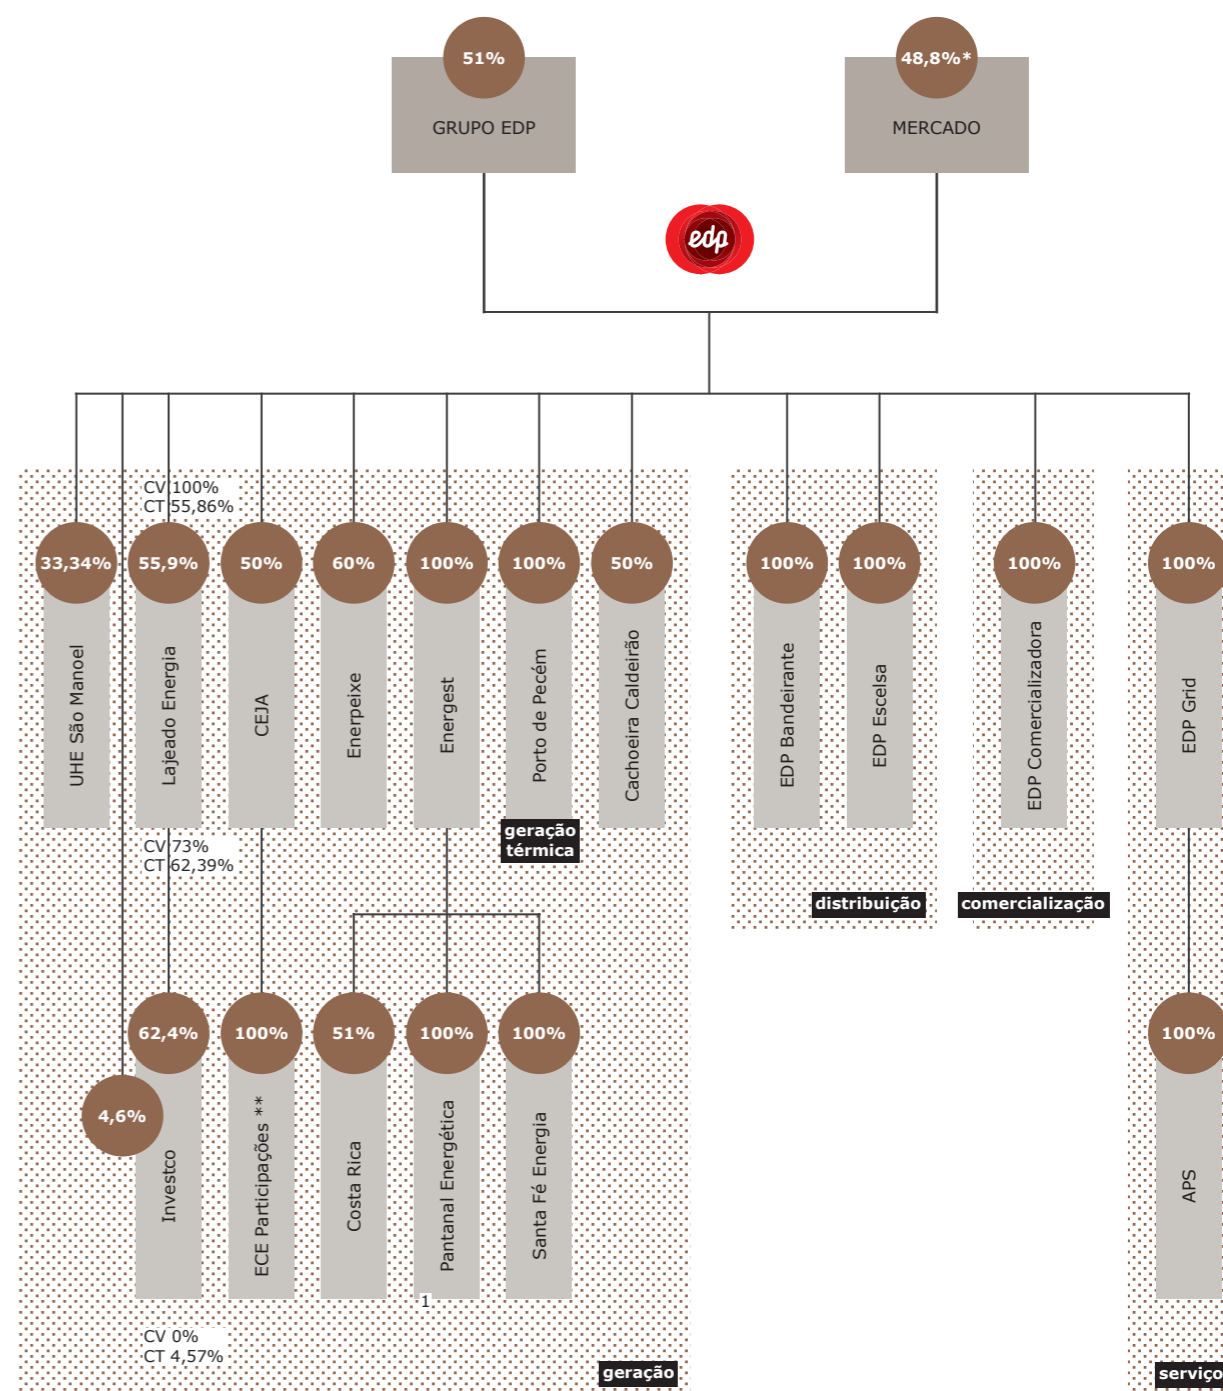 51%
48,8%*
GRUPO EDP
MERCADO
edp
CV 100%
CT 55,86%
33,34%
55,9%
50%
60%
100%
100%
50%
100%
100%
100%
100%
UHE São Manoel
Lajeado Energia
CEJA
Enerpeixe
Energest
Porto de Pecém
Cachoeira Caldeirão
EDP Bandeirante
EDP Escelsa
EDP Comercializadora
EDP Grid
geração
térmica
CV 73%
CT 62,39%
distribuição
comercialização
62,4%
100%
51%
100%
100%
100%
4,6%
Investco
ECE Participações **
Costa Rica
Pantanal Energética
Santa Fé Energia
APS
1
CV 0%
CT 4,57%
geração
serviço